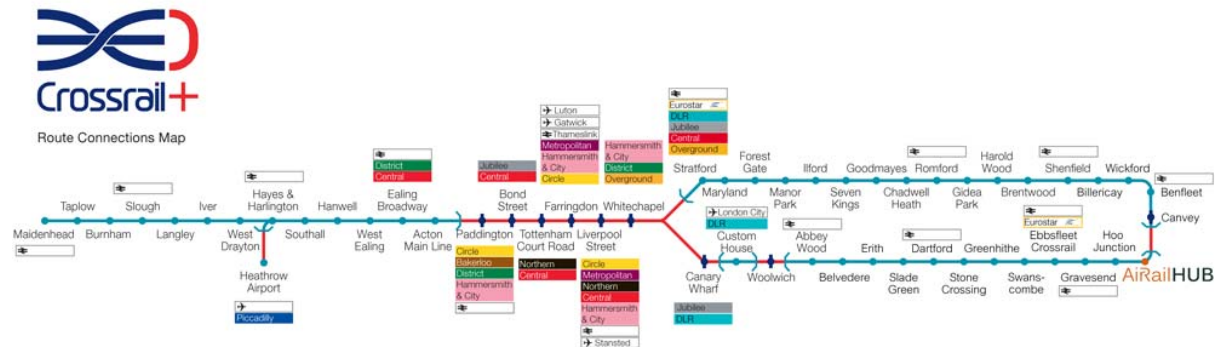 Crossrail+
Route Connections Map
Maidenhead
Taplow
Burnham
Slough
Langley
Iver
West
Drayton
Hayes &
Harlington
Heathrow
Airport
Piccadilly
Southall
Hanwell
West
Ealing
District
Central
Ealing
Broadway
Acton
Main Line
Paddington
Circle
Bakerloo
District
Hammersmith
& City
Jubilee
Central
Bond
Street
Tottenham
Court Road
Northern
Central
Luton
Gatwick
Thameslink
Metropolitan
Hammersmith
& City
Circle
Farringdon
Liverpool
Street
Circle
Metropolitan
Northern
Central
Hammersmith
& City
Stansted
Hammersmith
& City
District
Overground
Whitechapel
Eurostar
DLR
Jubilee
Central
Overground
Stratford
Maryland
Forest
Gate
Manor
Park
Ilford
Seven
Kings
Goodmayes
Chadwell
Heath
Romford
Gidea
Park
Harold
Wood
Brentwood
Shenfield
Billericay
Wickford
Benfleet
Canvey
Canary
Wharf
Jubilee
DLR
London City
DLR
Custom
House
Woolwich
Abbey
Wood
Belvedere
Erith
Slade
Green
Dartford
Stone
Crossing
Greenhithe
Swans-
combe
Eurostar
Ebbsfleet
Crossrail
Gravesend
Hoo
Junction
AiRailHUB